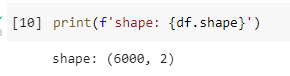 [10] print(f'shape: {df.shape}')
shape: (6000, 2)